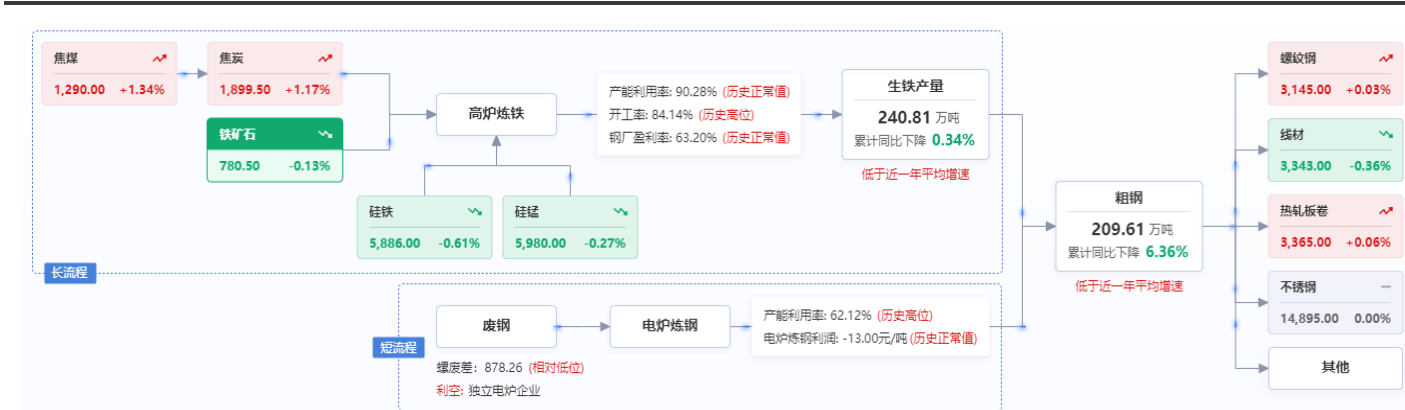 焦煤
1,290.00 +1.34%
焦炭
1,899.50 +1.17%
铁矿石
780.50 -0.13%
高炉炼铁
硅铁
5,886.00 -0.61%
硅锰
5,980.00 -0.27%
长流程
产能利用率: 90.28% (历史正常值)
开工率: 84.14% (历史高位)
钢厂盈利率: 63.20% (历史正常值)
生铁产量
240.81 万吨
累计同比下降 0.34%
低于近一年平均增速
废钢
螺废差: 878.26 (相对低位)
利空: 独立电炉企业
短流程
电炉炼钢
产能利用率: 62.12% (历史高位)
电炉炼钢利润: -13.00元/吨 (历史正常值)
粗钢
209.61 万吨
累计同比下降 6.36%
低于近一年平均增速
螺纹钢
3,145.00 +0.03%
线材
3,343.00 -0.36%
热轧板卷
3,365.00 +0.06%
不锈钢
14,895.00 0.00%
其他